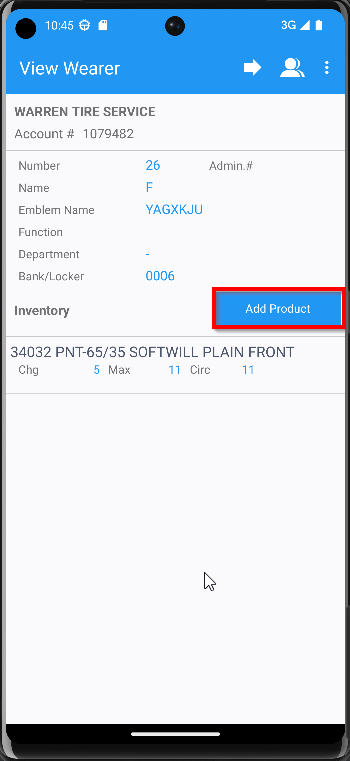 10:45 3G
View Wearer
WARREN TIRE SERVICE
Account # 1079482
Number 26 Admin.#
Name F
Emblem Name YAGXKJU
Function
Department -
Bank/Locker 0006
Inventory Add Product
34032 PNT-65/35 SOFTWILL PLAIN FRONT
Chg 5 Max 11 Circ 11